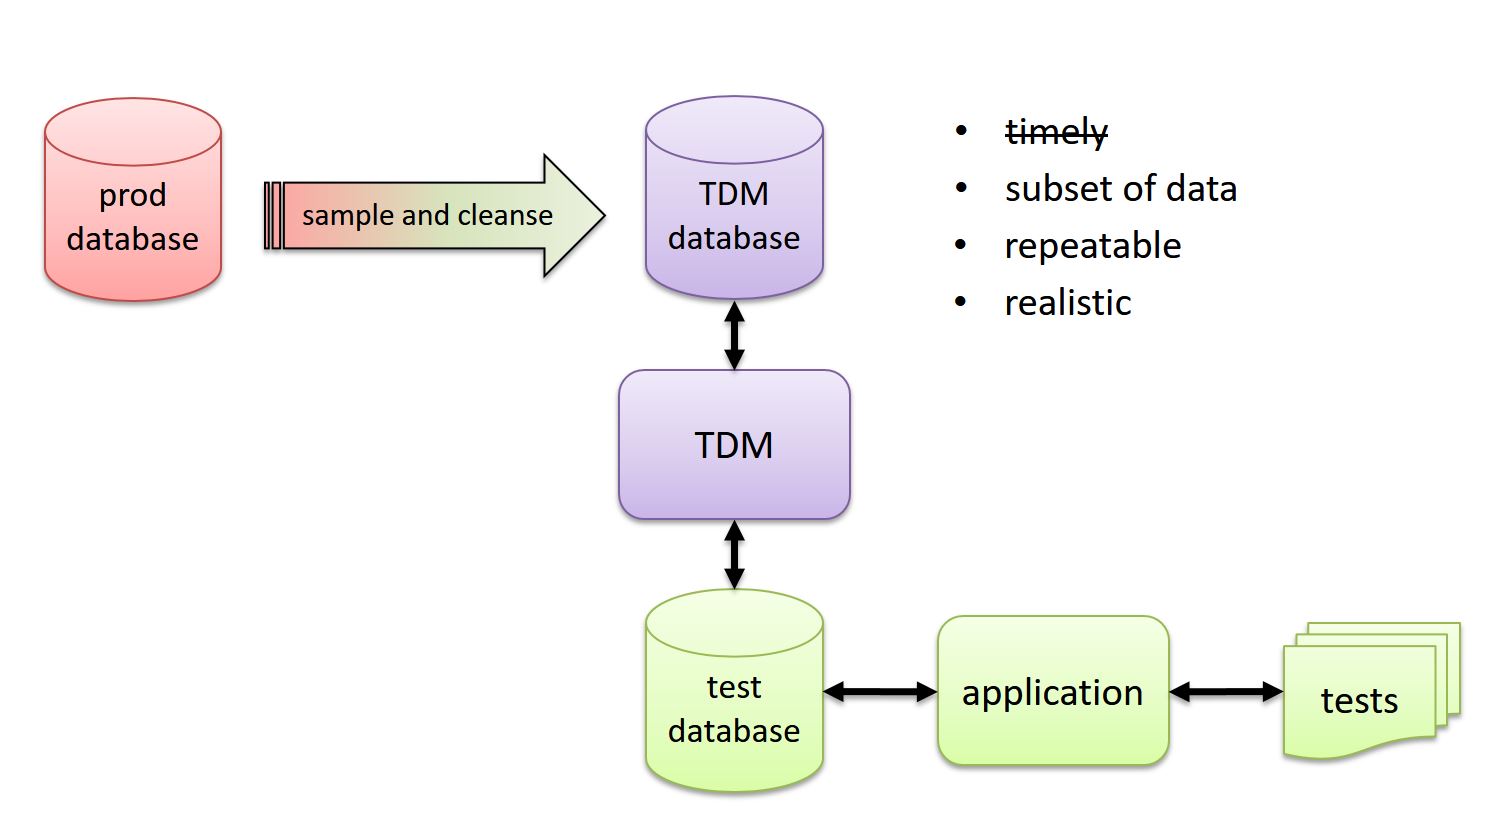 prod
database
sample and cleanse
TDM
database
• timely
• subset of data
• repeatable
• realistic
TDM
test
database
application
tests